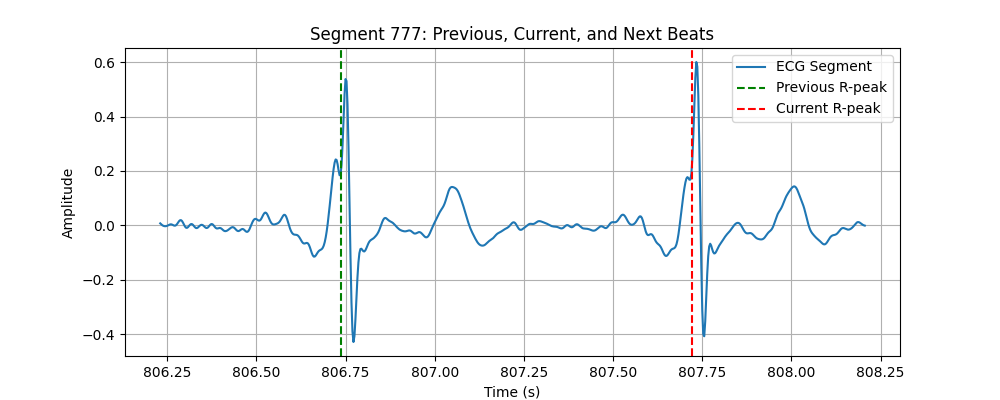 Segment 777: Previous, Current, and Next Beats
ECG Segment
Previous R-peak
Current R-peak
Amplitude
0.6
0.4
0.2
0.0
−0.2
−0.4
806.25 806.50 806.75 807.00 807.25 807.50 807.75 808.00 808.25
Time (s)